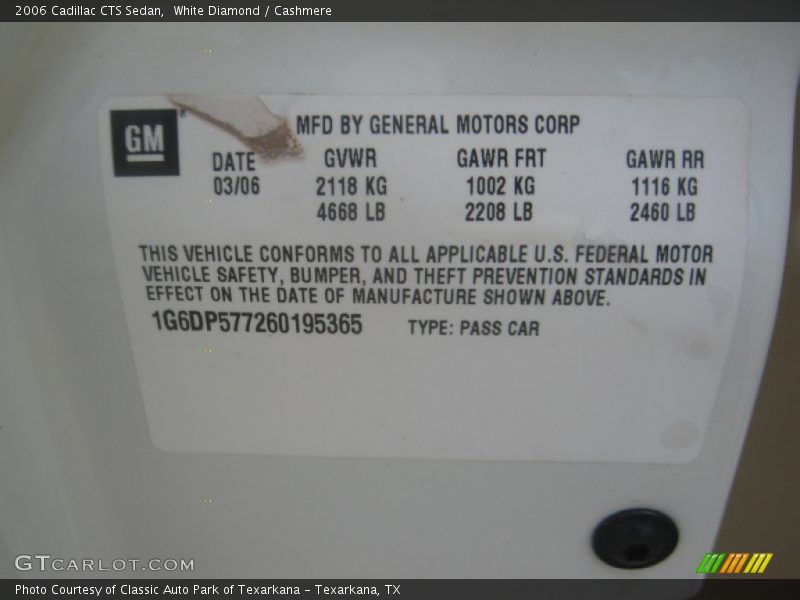 2006 Cadillac CTS Sedan, White Diamond / Cashmere
GM
MFD BY GENERAL MOTORS CORP
DATE GVWR GAWR FRT GAWR RR
03/06 2118 KG 1002 KG 1116 KG
4668 LB 2208 LB 2460 LB
THIS VEHICLE CONFORMS TO ALL APPLICABLE U.S. FEDERAL MOTOR
VEHICLE SAFETY, BUMPER, AND THEFT PREVENTION STANDARDS IN
EFFECT ON THE DATE OF MANUFACTURE SHOWN ABOVE.
1G6DP577260195365 TYPE: PASS CAR
GTCARLOT.COM
Photo Courtesy of Classic Auto Park of Texarkana - Texarkana, TX